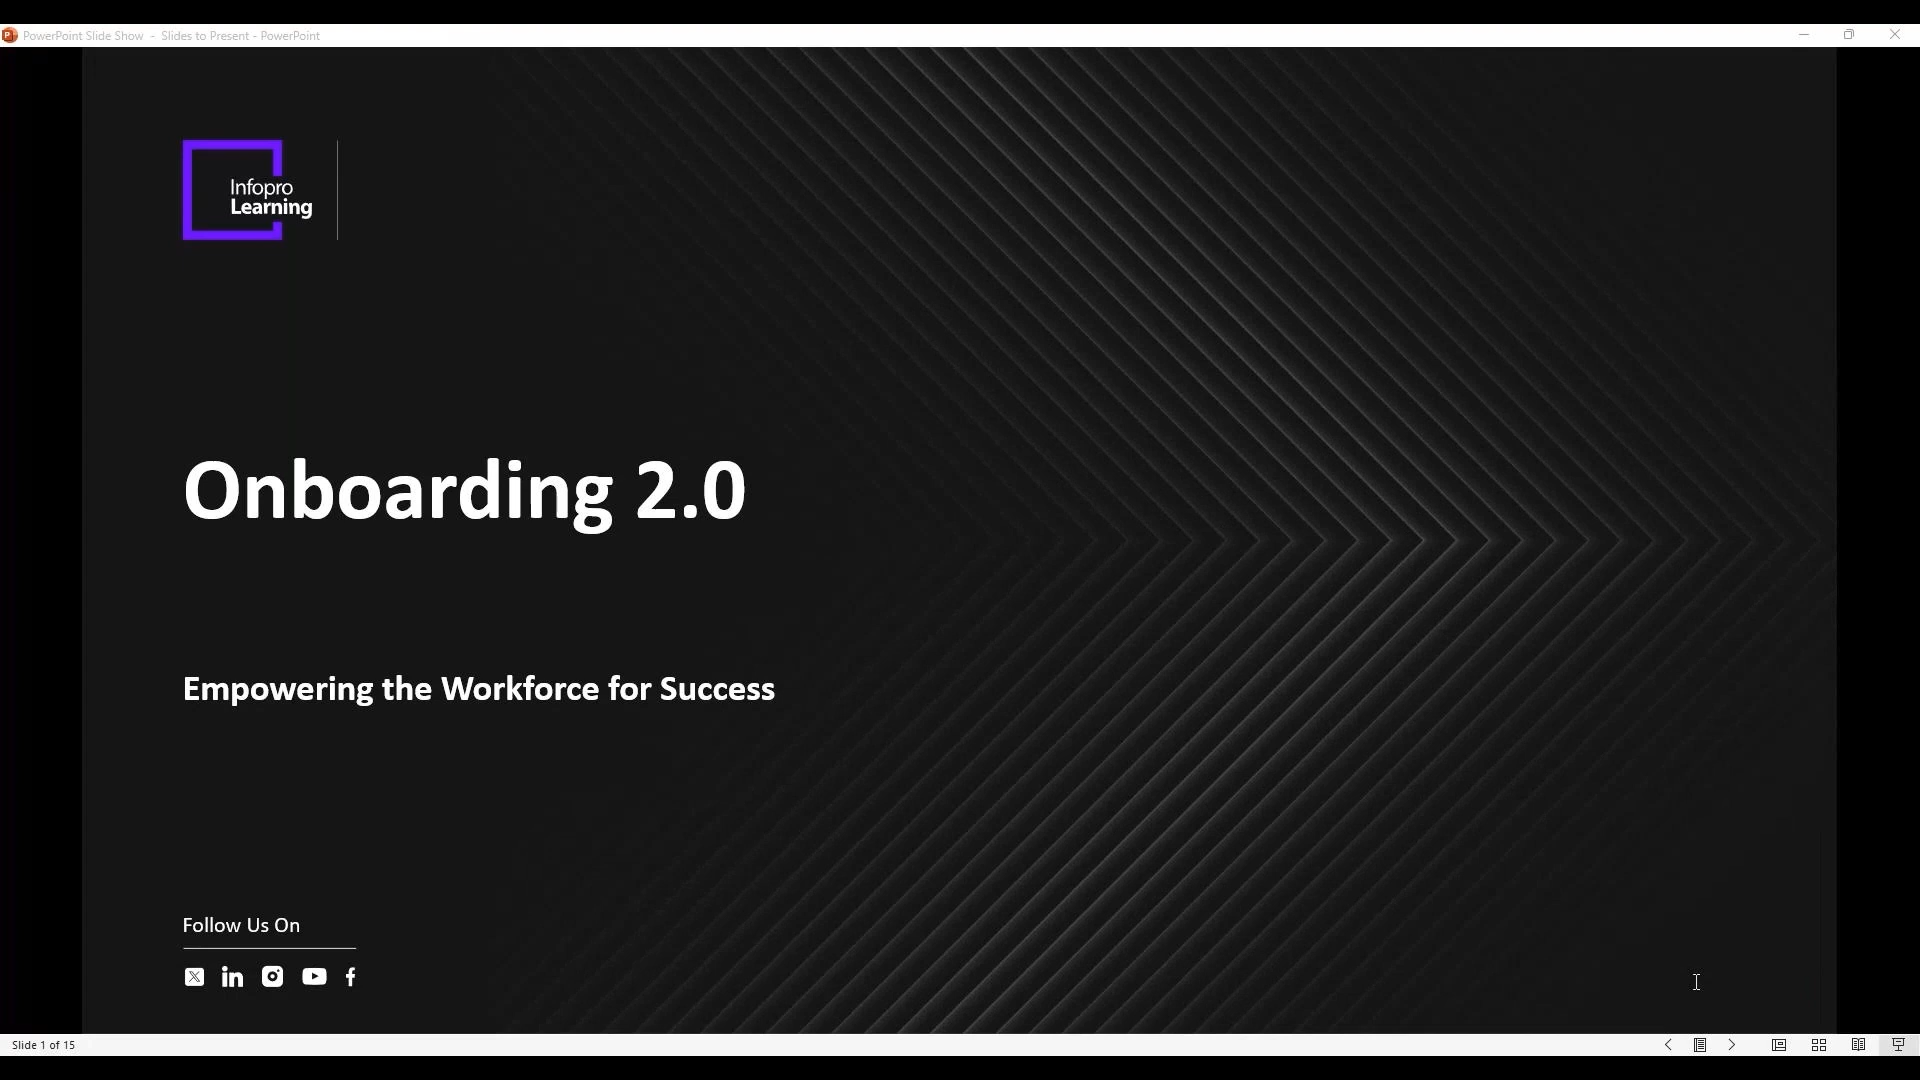 PowerPoint Slide Show - Slides to Present - PowerPoint
Infopro
Learning
Onboarding 2.0
Empowering the Workforce for Success
Follow Us On
Slide 1 of 15